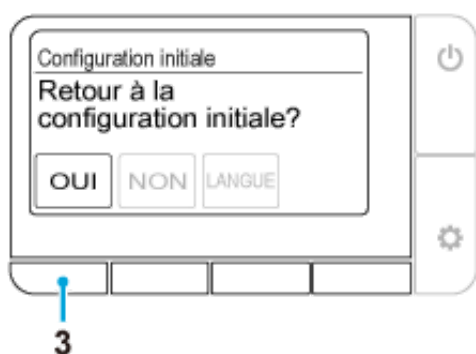 Configuration initiale
Retour à la
configuration initiale?
OUI NON LANGUE
3